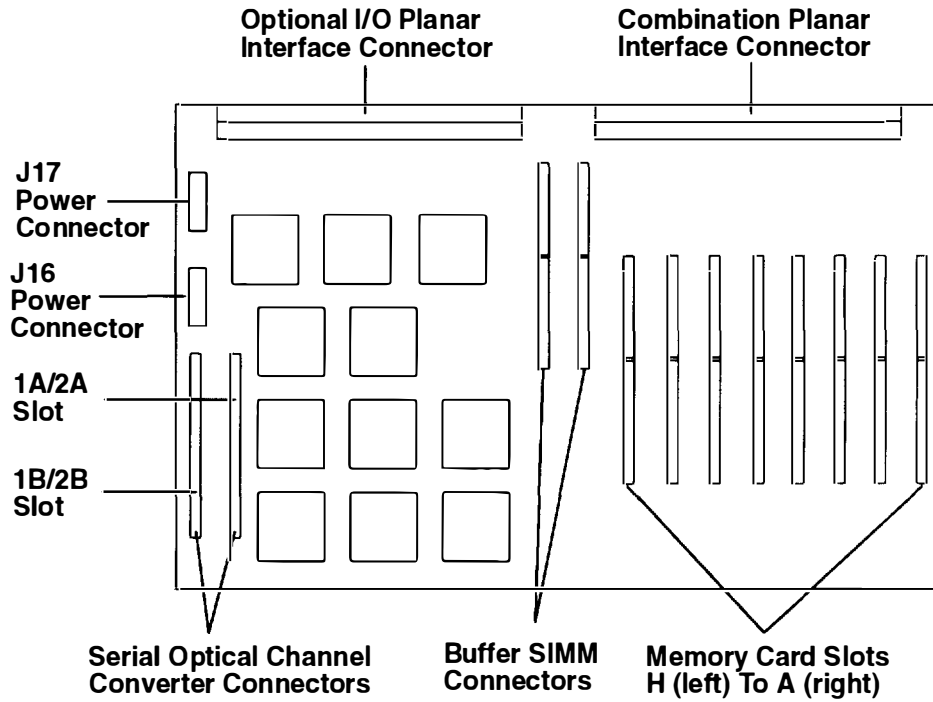 Optional I/O Planar
Interface Connector
Combination Planar
Interface Connector
J17
Power
Connector
J16
Power
Connector
1A/2A
Slot
1B/2B
Slot
Serial Optical Channel
Converter Connectors
Buffer SIMM
Connectors
Memory Card Slots
H (left) To A (right)